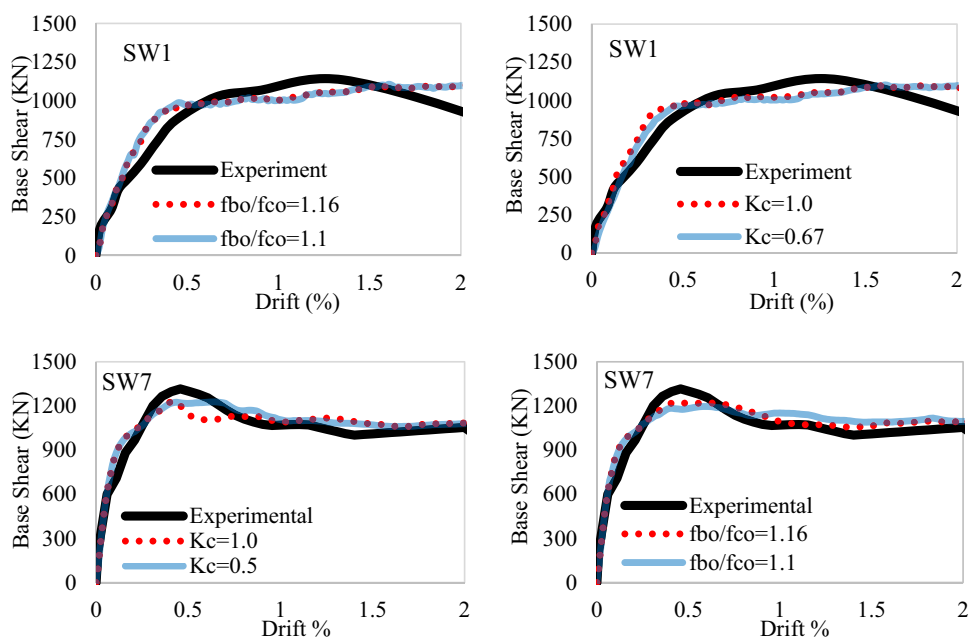 SW1
Base Shear (KN)
1500
1250
1000
750
500
250
0
Experiment
fbo/fco=1.16
fbo/fco=1.1
0 0.5 1 1.5 2
Drift (%)
SW1
Base Shear (KN)
1500
1250
1000
750
500
250
0
Experiment
Kc=1.0
Kc=0.67
0 0.5 1 1.5 2
Drift (%)
SW7
Base Shear (KN)
1500
1200
900
600
300
0
Experimental
Kc=1.0
Kc=0.5
0 0.5 1 1.5 2
Drift %
SW7
Base Shear (KN)
1500
1200
900
600
300
0
Experimental
fbo/fco=1.16
fbo/fco=1.1
0 0.5 1 1.5 2
Drift %